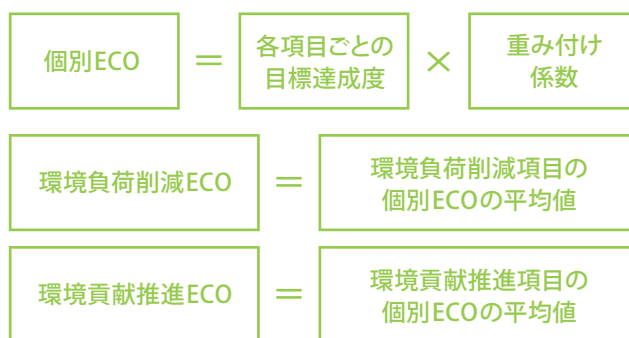 個別ECO = 各項目ごとの目標達成度 × 重み付け係数
環境負荷削減ECO = 環境負荷削減項目の個別ECOの平均値
環境貢献推進ECO = 環境貢献推進項目の個別ECOの平均値